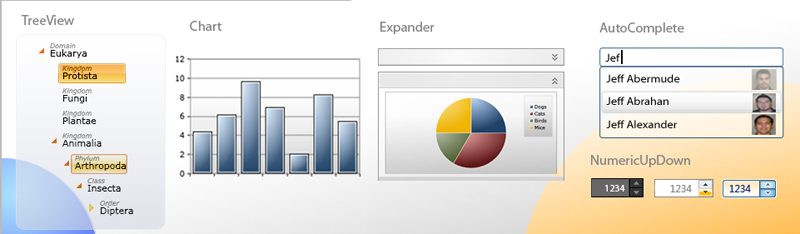 TreeView
Domain
Eukarya
Kingdom
Protista
Kingdom
Fungi
Kingdom
Plantae
Kingdom
Animalia
Phylum
Arthropoda
Class
Insecta
Order
Diptera
Chart
12
10
8
6
4
2
0
Expander
Dogs
Cats
Birds
Mice
AutoComplete
Jef
Jeff Abermude
Jeff Abrahan
Jeff Alexander
NumericUpDown
1234 1234 1234